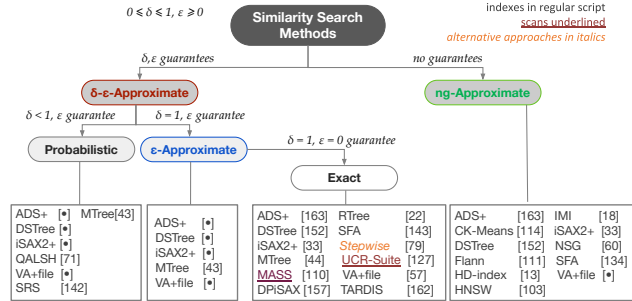 0 ≤ δ ≤ 1, ε ≥ 0
Similarity Search
Methods
indexes in regular script
scans underlined
alternative approaches in italics
δ,ε guarantees
no guarantees
δ-ε-Approximate
ng-Approximate
δ < 1, ε guarantee
δ = 1, ε guarantee
Probabilistic
ε-Approximate
δ = 1, ε = 0 guarantee
Exact
ADS+ [•] MTree[43]
DSTree [•]
iSAX2+ [•]
QALSH [71]
VA+file [•]
SRS [142]
ADS+ [•]
DSTree [•]
iSAX2+ [•]
MTree [43]
VA+file [•]
ADS+ [163] RTree [22]
DSTree [152] SFA [143]
iSAX2+ [33] Stepwise [79]
MTree [44] UCR-Suite [127]
MASS [110] VA+file [57]
DPiSAX [157] TARDIS [162]
ADS+ [163] IMI [18]
CK-Means [114] iSAX2+ [33]
DSTree [152] NSG [60]
Flann [111] SFA [134]
HD-index [13] VA+file [•]
HNSW [103]